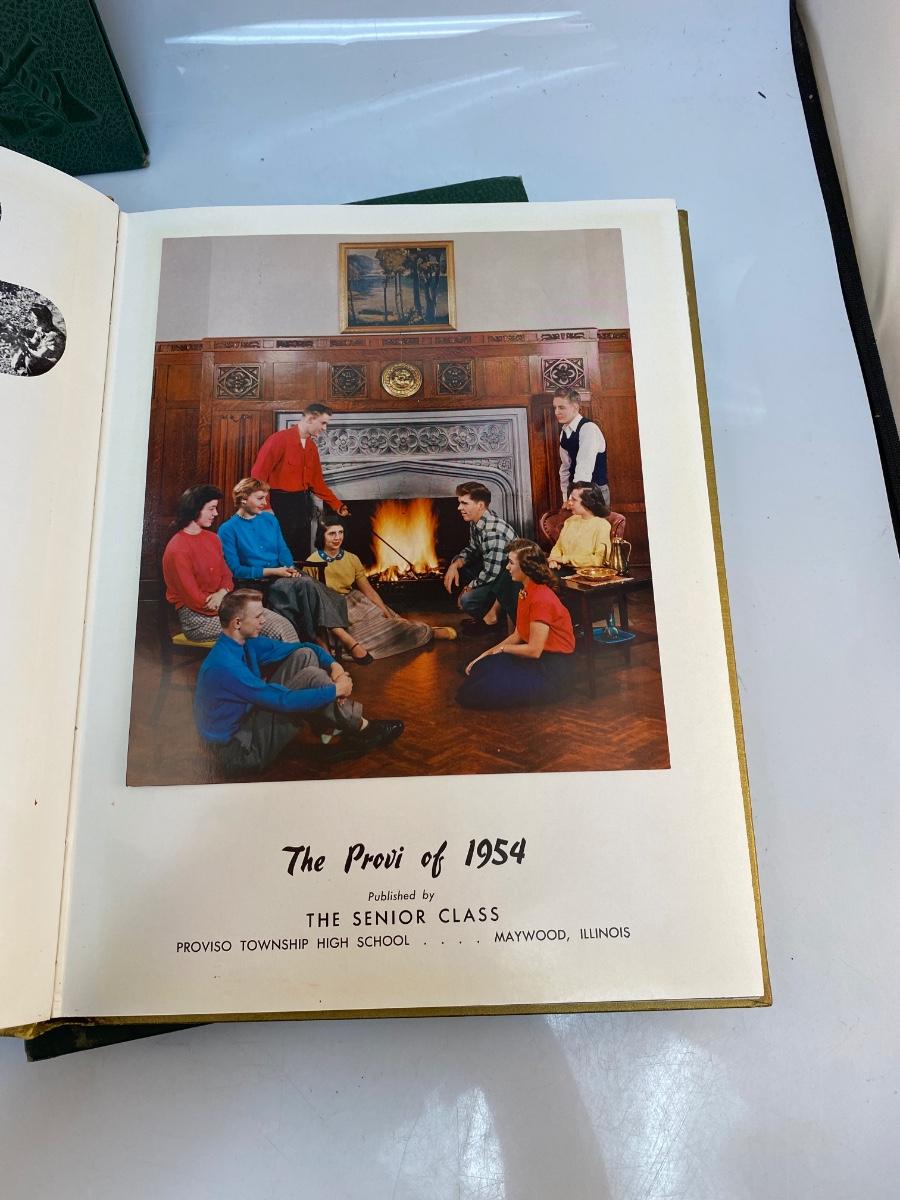 The Provi of 1954
Published by
THE SENIOR CLASS
PROVISO TOWNSHIP HIGH SCHOOL . . . . MAYWOOD, ILLINOIS